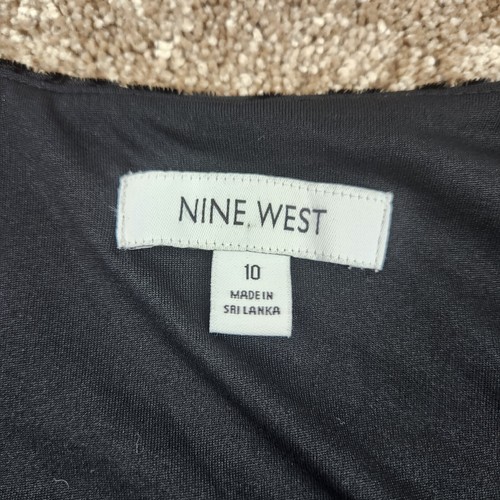 NINE WEST
10
MADE IN
SRI LANKA